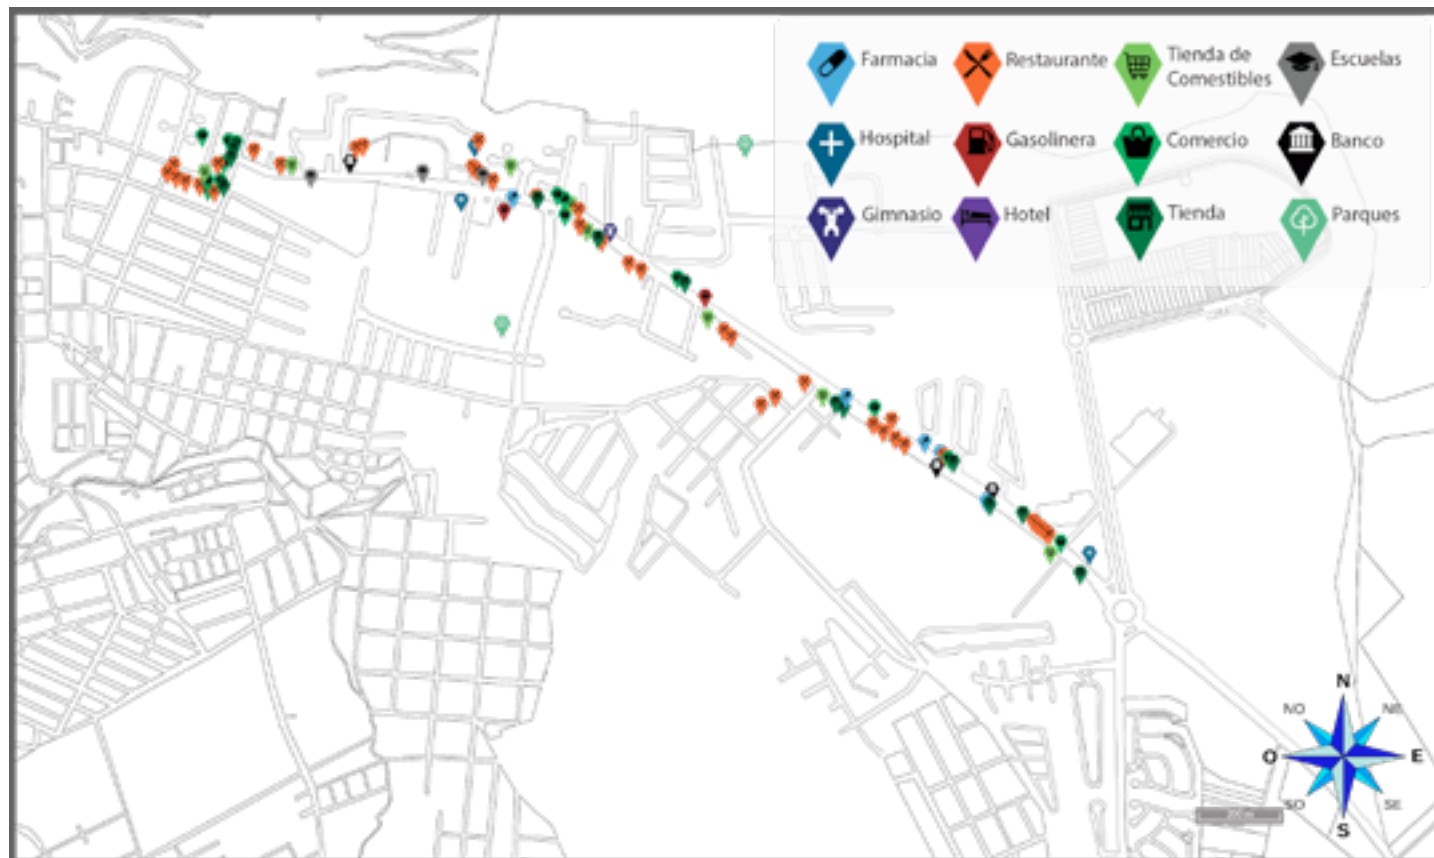 Farmacia
Restaurante
Tienda de
Comestibles
Escuelas
Hospital
Gasolinera
Comercio
Banco
Gimnasio
Hotel
Tienda
Parques
N
NO
NE
O
E
SO
SE
S